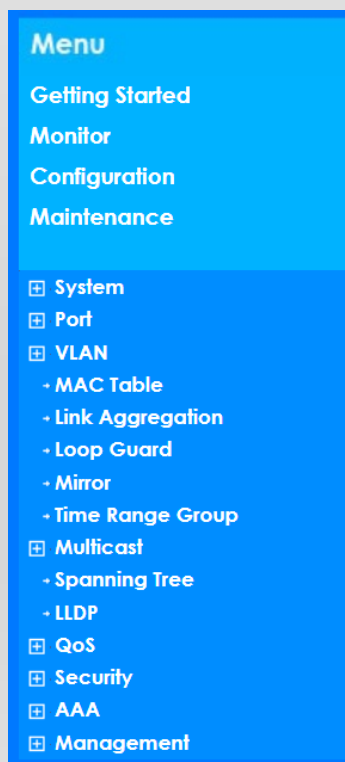 Menu
Getting Started
Monitor
Configuration
Maintenance
System
Port
VLAN
MAC Table
Link Aggregation
Loop Guard
Mirror
Time Range Group
Multicast
Spanning Tree
LLDP
QoS
Security
AAA
Management